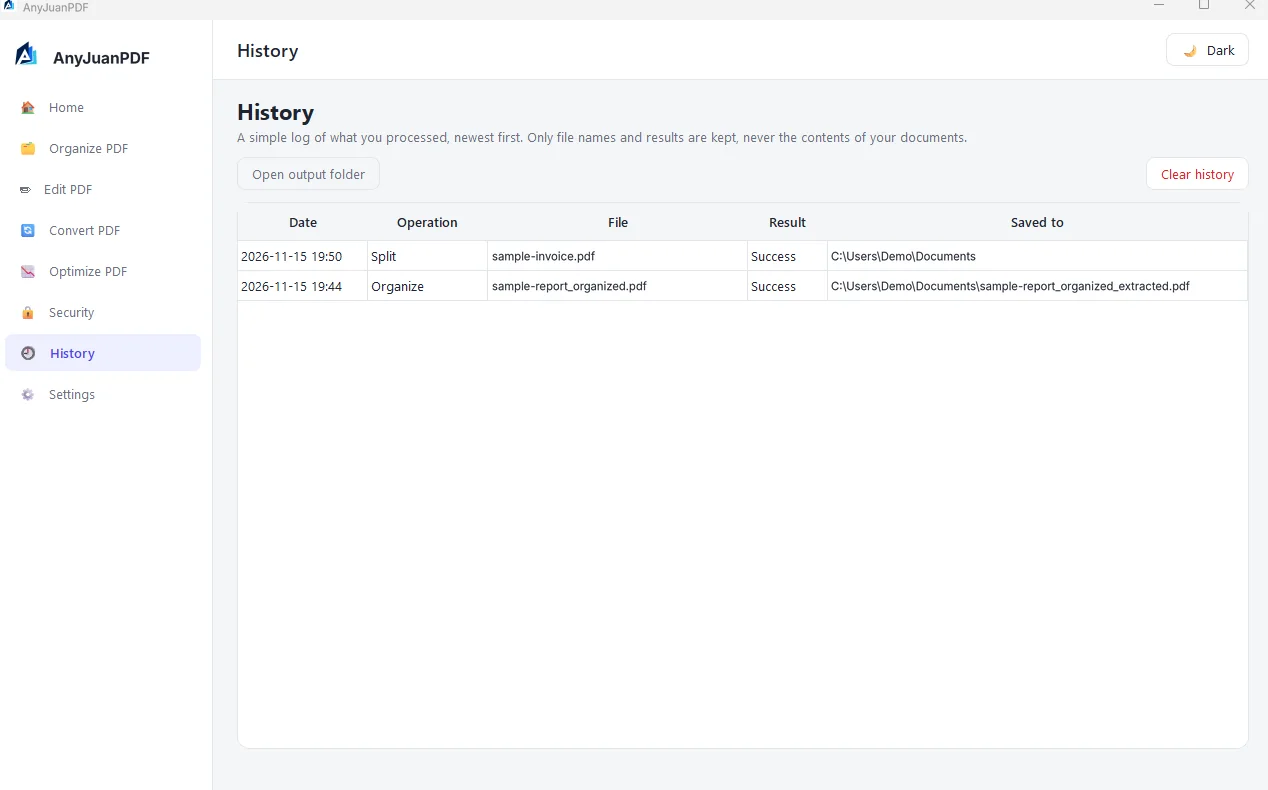 AnyJuanPDF
AnyJuanPDF
Home
Organize PDF
Edit PDF
Convert PDF
Optimize PDF
Security
History
Settings
History
Dark
History
A simple log of what you processed, newest first. Only file names and results are kept, never the contents of your documents.
Open output folder
Clear history
Date Operation File Result Saved to
2026-11-15 19:50 Split sample-invoice.pdf Success C:\Users\Demo\Documents
2026-11-15 19:44 Organize sample-report_organized.pdf Success C:\Users\Demo\Documents\sample-report_organized_extracted.pdf